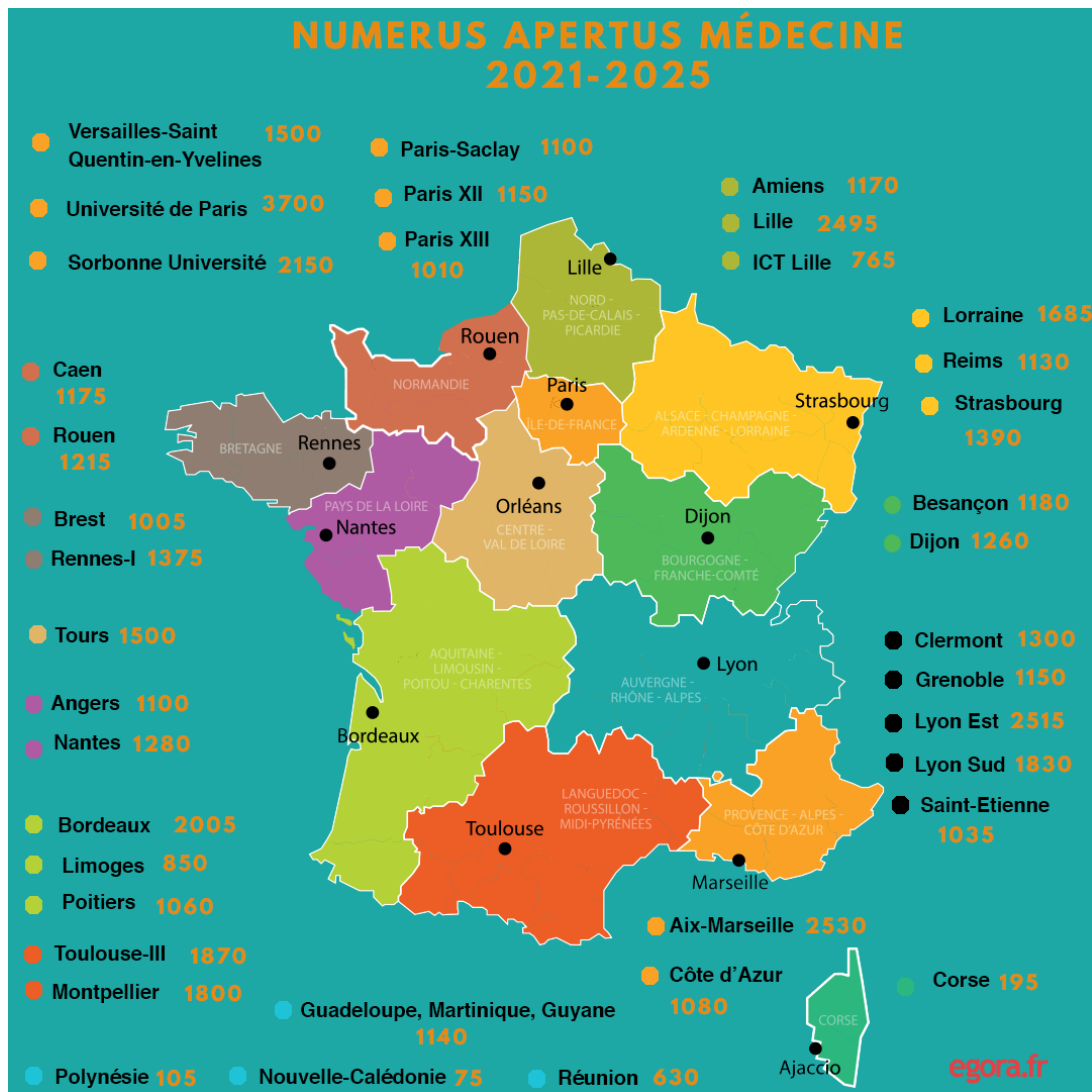 NUMERUS APERTUS MÉDECINE
2021-2025
Versailles-Saint 1500
Quentin-en-Yvelines
Université de Paris 3700
Sorbonne Université 2150
Paris-Saclay 1100
Paris XII 1150
Paris XIII
1010
Amiens 1170
Lille 2495
ICT Lille 765
Lorraine 1685
Reims 1130
Strasbourg
1390
Caen
1175
Rouen
1215
Brest 1005
Rennes-I 1375
Tours 1500
Angers 1100
Nantes 1280
Bordeaux 2005
Limoges 850
Poitiers 1060
Toulouse-III 1870
Montpellier 1800
Besançon 1180
Dijon 1260
Clermont 1300
Grenoble 1150
Lyon Est 2515
Lyon Sud 1830
Saint-Etienne
1035
Lille
NORD -
PAS-DE-CALAIS -
PICARDIE
Rouen
NORMANDIE
Paris
ÎLE-DE-FRANCE
Strasbourg
ALSACE - CHAMPAGNE -
ARDENNE - LORRAINE
BRETAGNE
Rennes
PAYS DE LA LOIRE
Nantes
Orléans
CENTRE -
VAL DE LOIRE
Dijon
BOURGOGNE -
FRANCHE-COMTÉ
AQUITAINE -
LIMOUSIN -
POITOU - CHARENTES
Bordeaux
Lyon
AUVERGNE -
RHÔNE - ALPES
LANGUEDOC -
ROUSSILLON -
MIDI-PYRÉNÉES
Toulouse
PROVENCE - ALPES -
CÔTE D'AZUR
Marseille
Aix-Marseille 2530
Côte d'Azur
1080
CORSE
Ajaccio
Corse 195
Guadeloupe, Martinique, Guyane
1140
Polynésie 105
Nouvelle-Calédonie 75
Réunion 630
egora.fr